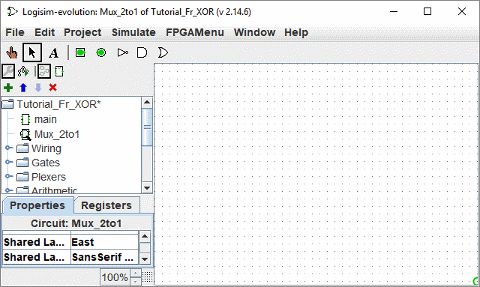 Logisim-evolution: Mux_2to1 of Tutorial_Fr_XOR (v 2.14.6)
File Edit Project Simulate FPGAMenu Window Help
A
Tutorial_Fr_XOR*
main
Mux_2to1
Wiring
Gates
Plexers
Arithmetic
Properties Registers
Circuit: Mux_2to1
Shared La... East
Shared La... SansSerif ...
100%